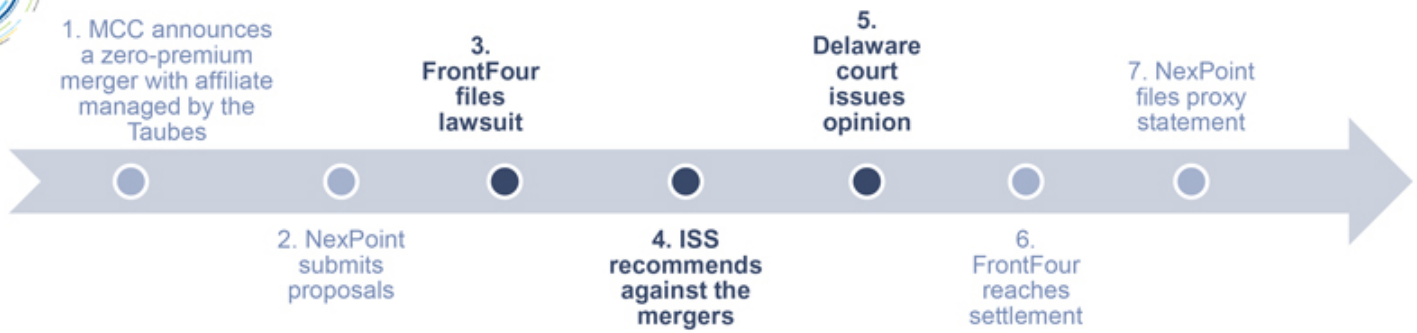 1. MCC announces
a zero-premium
merger with affiliate
managed by the
Taubes
2. NexPoint
submits
proposals
3.
FrontFour
files
lawsuit
4. ISS
recommends
against the
mergers
5.
Delaware
court
issues
opinion
6.
FrontFour
reaches
settlement
7. NexPoint
files proxy
statement